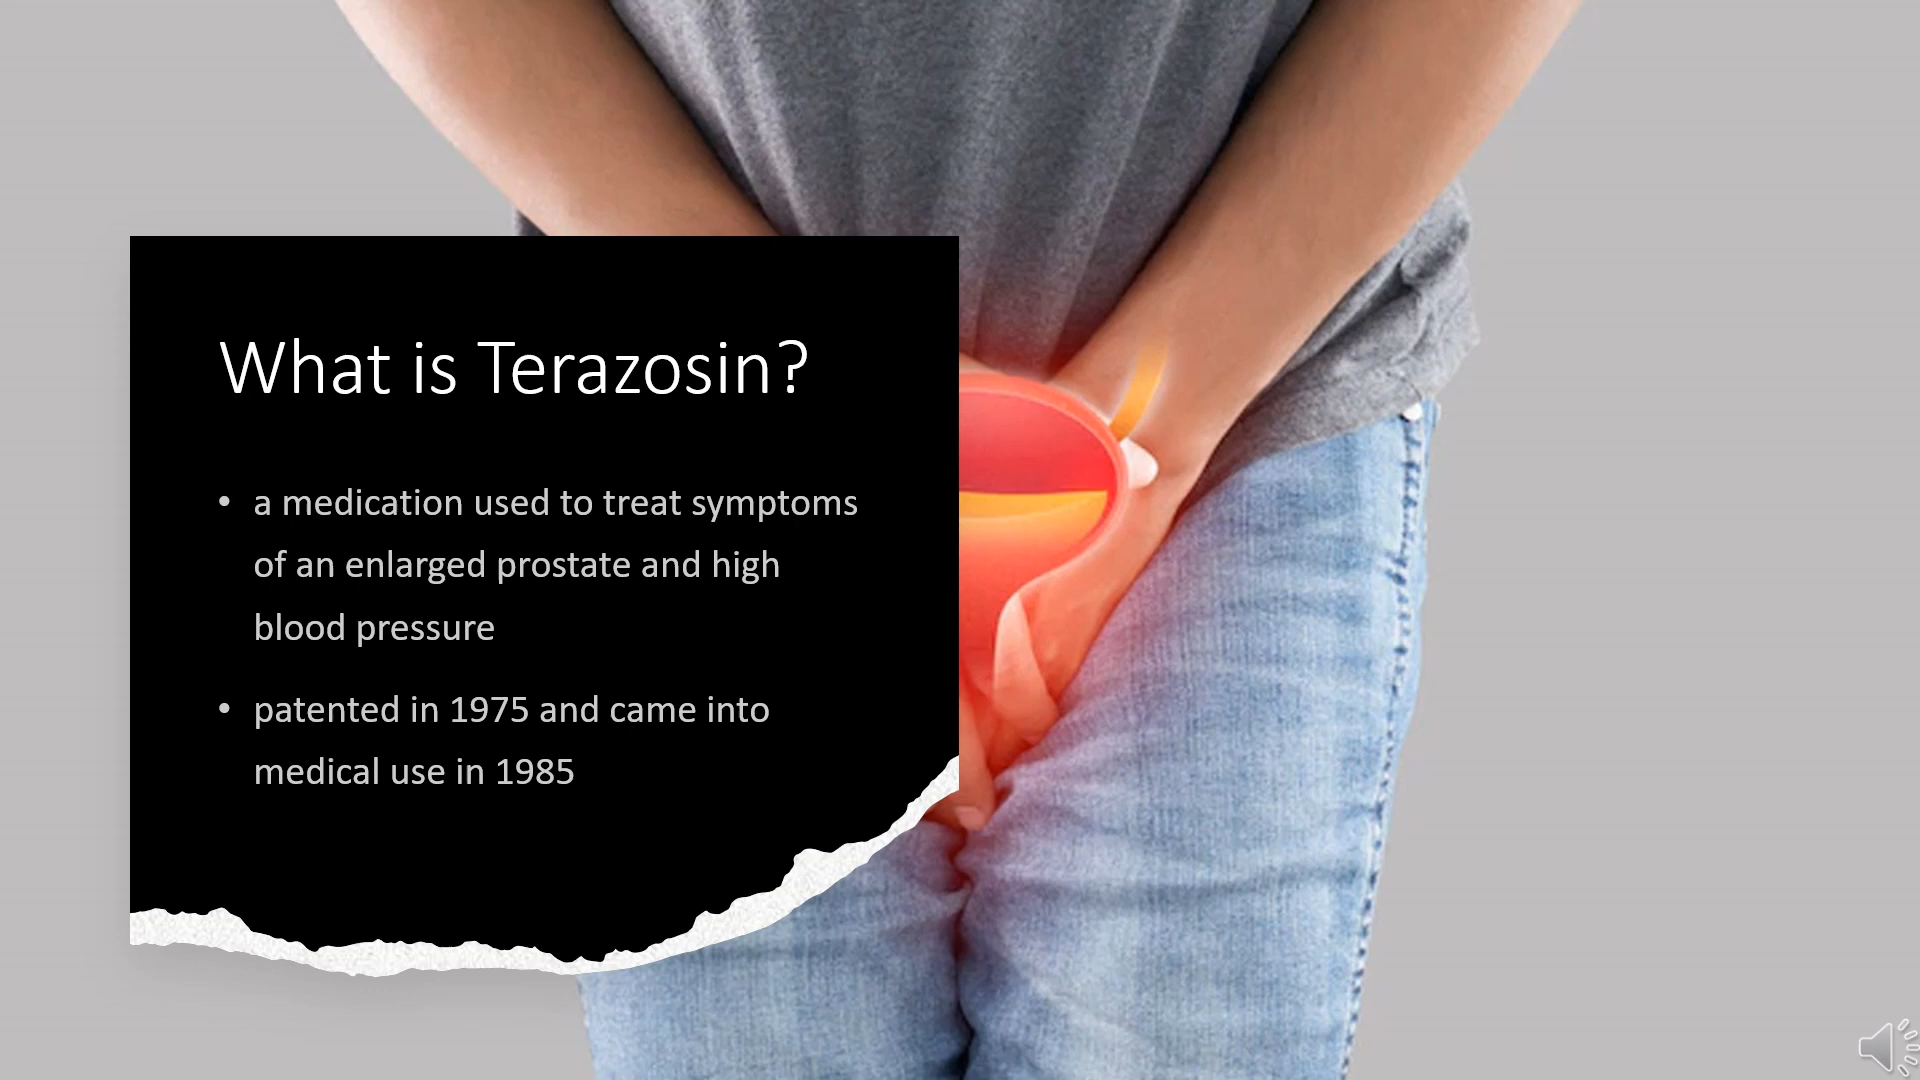 What is Terazosin?
• a medication used to treat symptoms
of an enlarged prostate and high
blood pressure
• patented in 1975 and came into
medical use in 1985